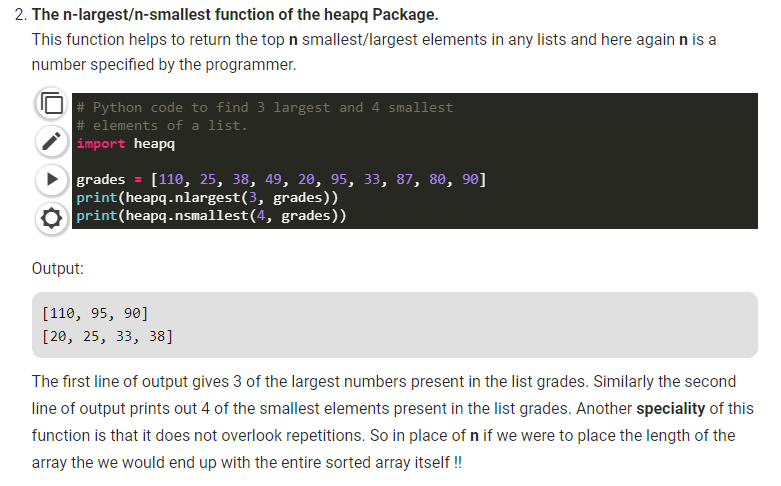 2. The n-largest/n-smallest function of the heapq Package.
This function helps to return the top n smallest/largest elements in any lists and here again n is a
number specified by the programmer.
# Python code to find 3 largest and 4 smallest
# elements of a list.
import heapq
grades = [110, 25, 38, 49, 20, 95, 33, 87, 80, 90]
print(heapq.nlargest(3, grades))
print(heapq.nsmallest(4, grades))
Output:
[110, 95, 90]
[20, 25, 33, 38]
The first line of output gives 3 of the largest numbers present in the list grades. Similarly the second
line of output prints out 4 of the smallest elements present in the list grades. Another speciality of this
function is that it does not overlook repetitions. So in place of n if we were to place the length of the
array the we would end up with the entire sorted array itself !!